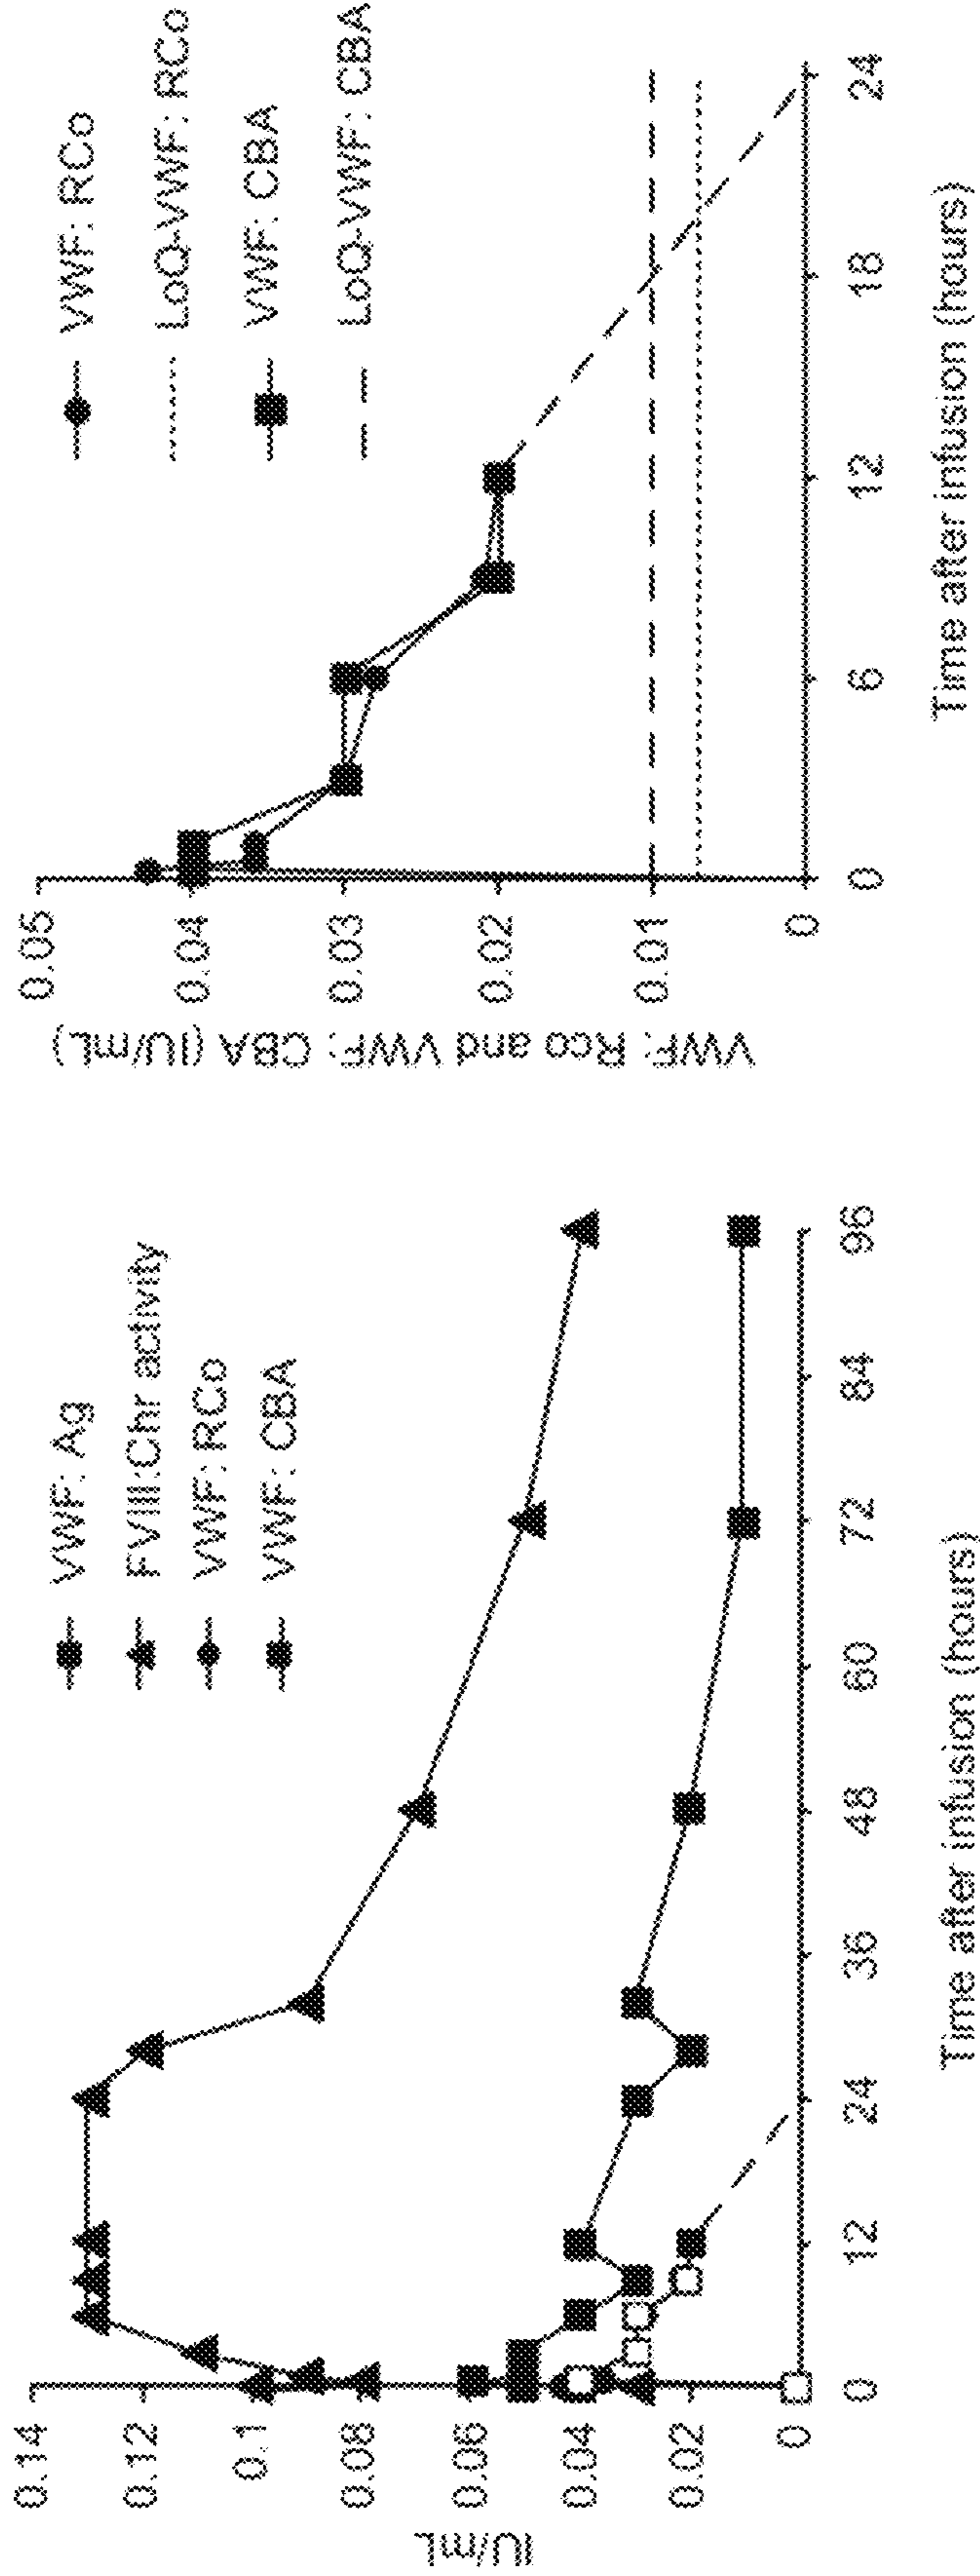 IU/mL
0.14
0.12
0.1
0.08
0.06
0.04
0.02
0
0
12
24
36
48
60
72
84
96
Time after infusion (hours)
VWF: Ag
FVIII:Chr activity
VWF: RCo
VWF: CBA
VWF: Rco and VWF: CBA (IU/mL)
0.05
0.04
0.03
0.02
0.01
0
0
6
12
18
24
Time after infusion (hours)
VWF: RCo
LoQ-VWF: RCo
VWF: CBA
LoQ-VWF: CBA